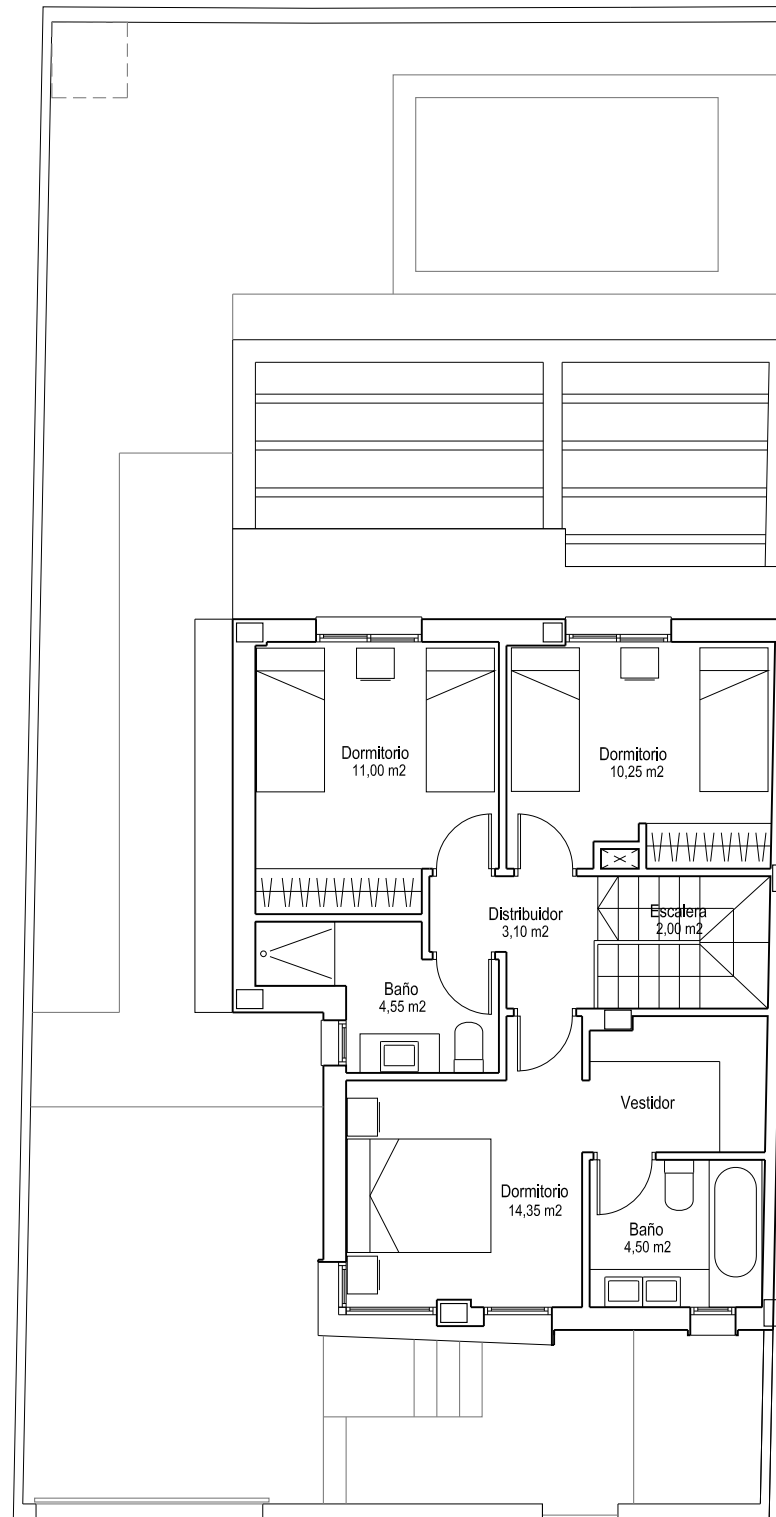 Dormitorio
11,00 m2
Dormitorio
10,25 m2
Distribuidor
3,10 m2
Escalera
2,00 m2
Baño
4,55 m2
Vestidor
Dormitorio
14,35 m2
Baño
4,50 m2